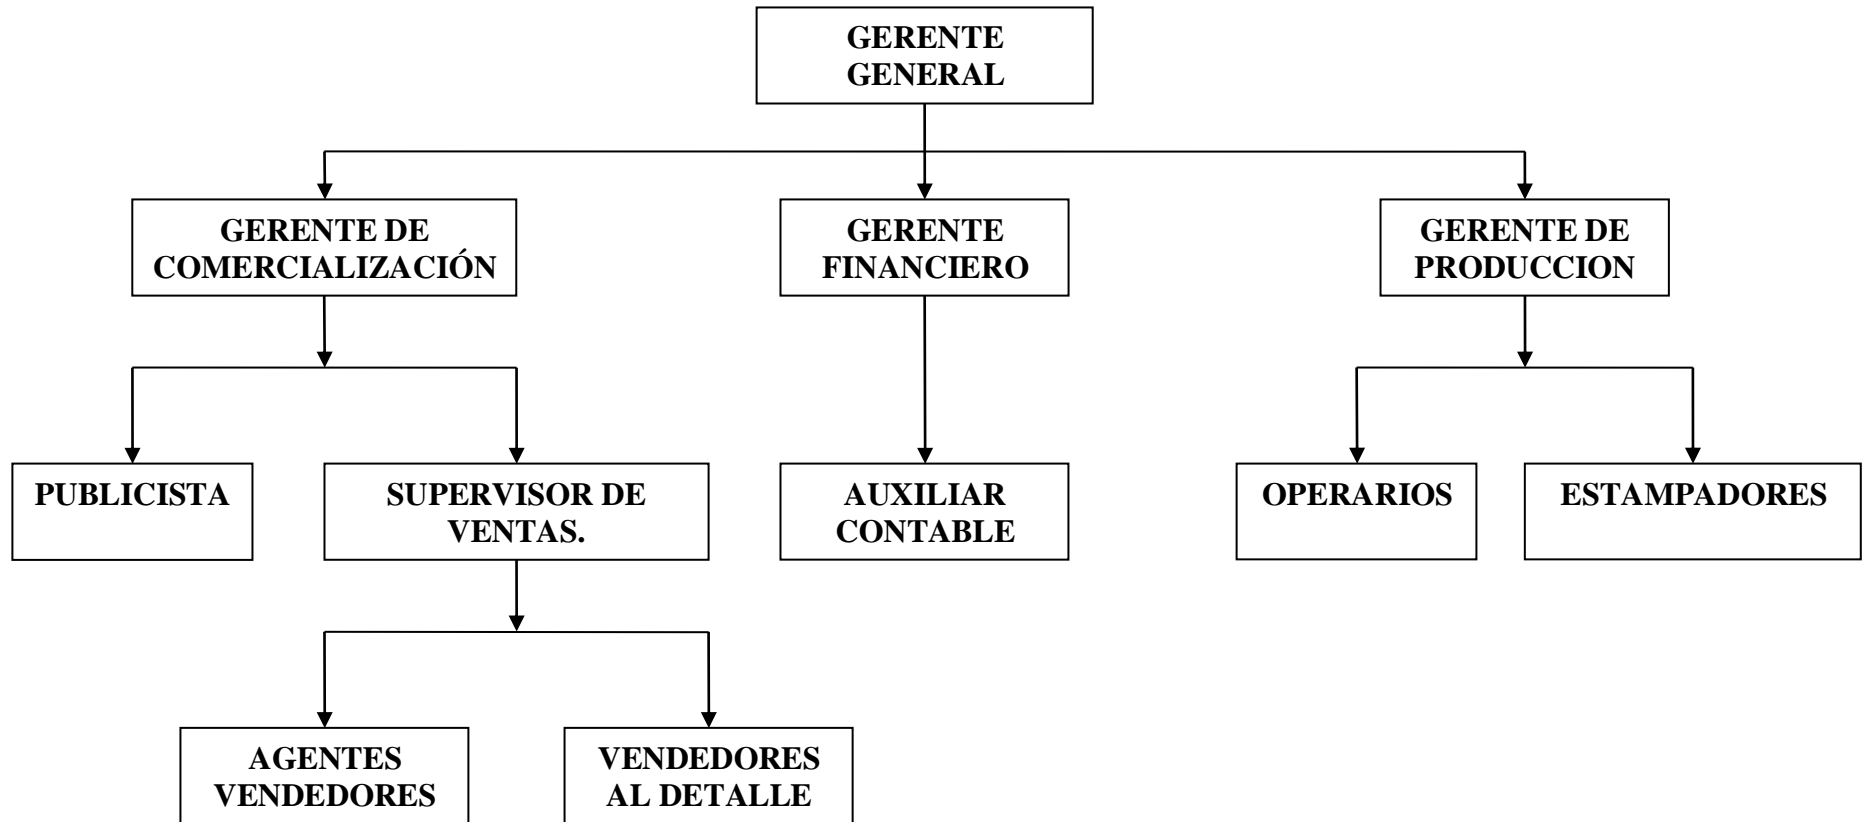 GERENTE
GENERAL
GERENTE DE
COMERCIALIZACIÓN
GERENTE
FINANCIERO
GERENTE DE
PRODUCCION
PUBLICISTA
SUPERVISOR DE
VENTAS.
AUXILIAR
CONTABLE
OPERARIOS
ESTAMPADORES
AGENTES
VENDEDORES
VENDEDORES
AL DETALLE